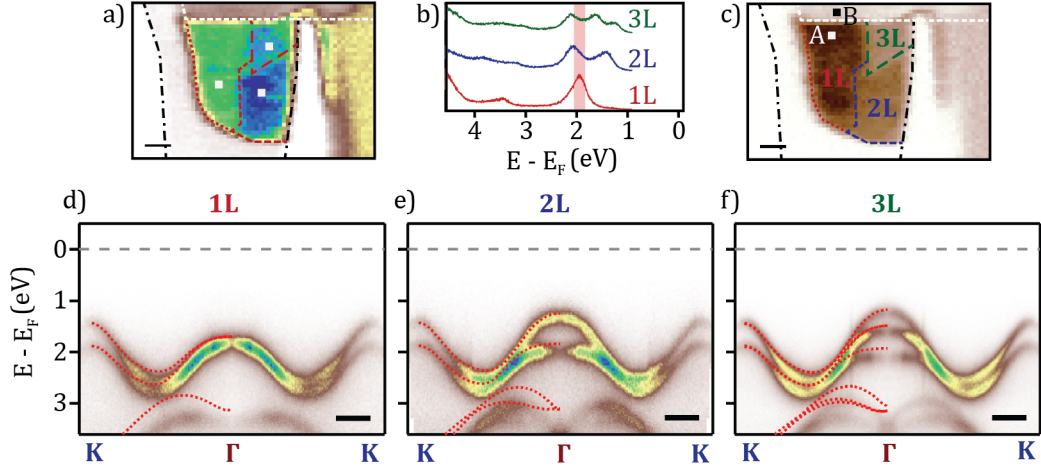 a)
b)
3L
2L
1L
4 3 2 1 0
E - E_F (eV)
c)
B
A
3L
1L
2L
d)
1L
e)
2L
f)
3L
E - E_F (eV)
0
1
2
3
K Γ K
K Γ K
K Γ K